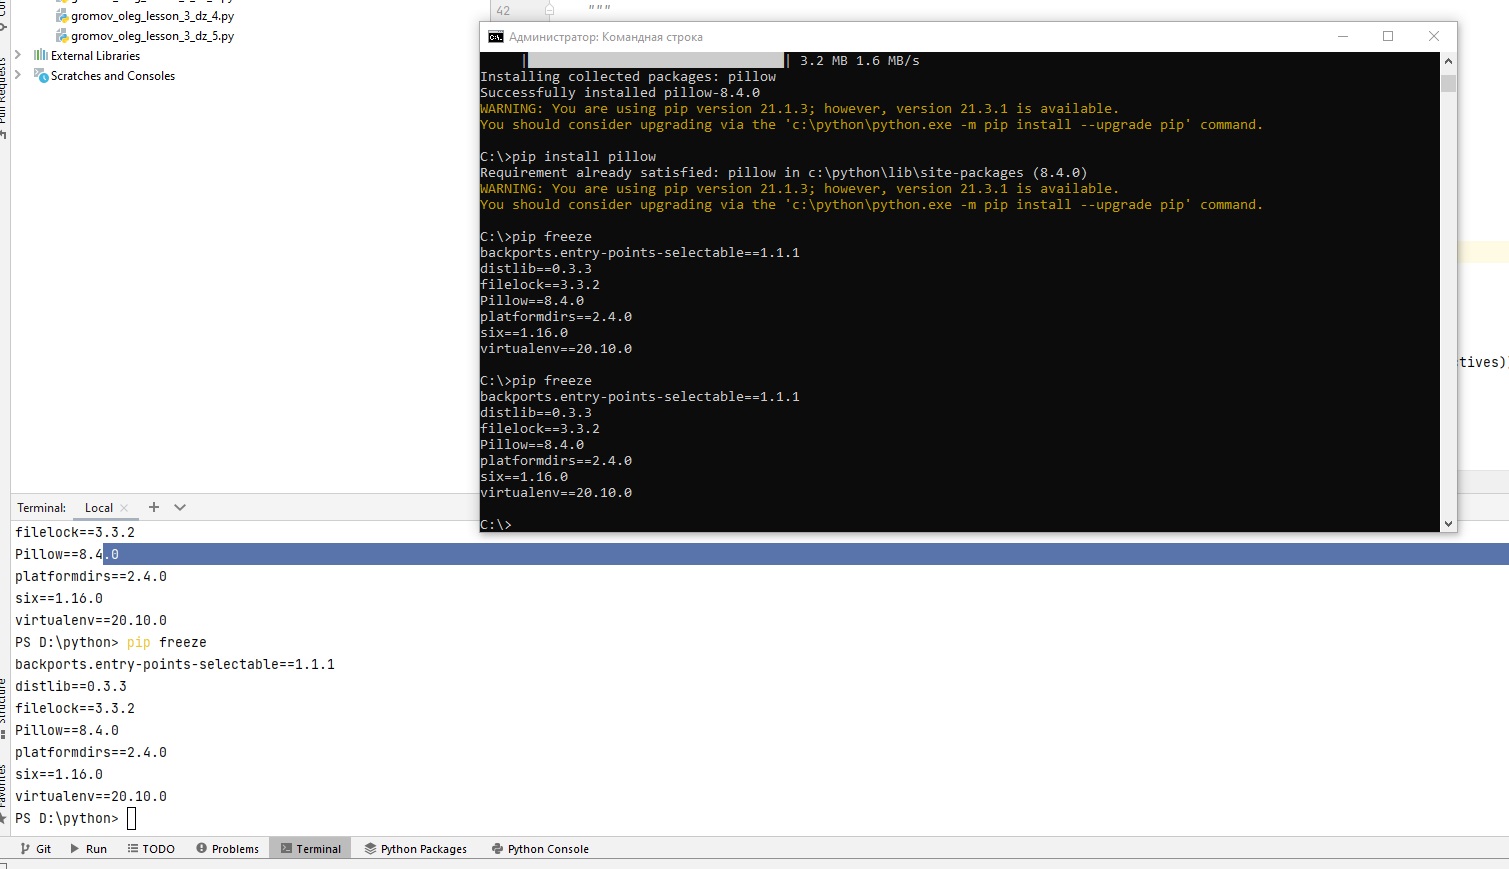 gromov_oleg_lesson_3_dz_4.py
gromov_oleg_lesson_3_dz_5.py
External Libraries
Scratches and Consoles
Pull Requests
42
"""
Администратор: Командная строка
| 3.2 MB 1.6 MB/s
Installing collected packages: pillow
Successfully installed pillow-8.4.0
WARNING: You are using pip version 21.1.3; however, version 21.3.1 is available.
You should consider upgrading via the 'c:\python\python.exe -m pip install --upgrade pip' command.
C:\>pip install pillow
Requirement already satisfied: pillow in c:\python\lib\site-packages (8.4.0)
WARNING: You are using pip version 21.1.3; however, version 21.3.1 is available.
You should consider upgrading via the 'c:\python\python.exe -m pip install --upgrade pip' command.
C:\>pip freeze
backports.entry-points-selectable==1.1.1
distlib==0.3.3
filelock==3.3.2
Pillow==8.4.0
platformdirs==2.4.0
six==1.16.0
virtualenv==20.10.0
C:\>pip freeze
backports.entry-points-selectable==1.1.1
distlib==0.3.3
filelock==3.3.2
Pillow==8.4.0
platformdirs==2.4.0
six==1.16.0
virtualenv==20.10.0
C:\>
tives)
Terminal: Local
filelock==3.3.2
Pillow==8.4.0
platformdirs==2.4.0
six==1.16.0
virtualenv==20.10.0
PS D:\python> pip freeze
backports.entry-points-selectable==1.1.1
distlib==0.3.3
filelock==3.3.2
Pillow==8.4.0
platformdirs==2.4.0
six==1.16.0
virtualenv==20.10.0
PS D:\python>
Structure
Favorites
Git Run TODO Problems Terminal Python Packages Python Console